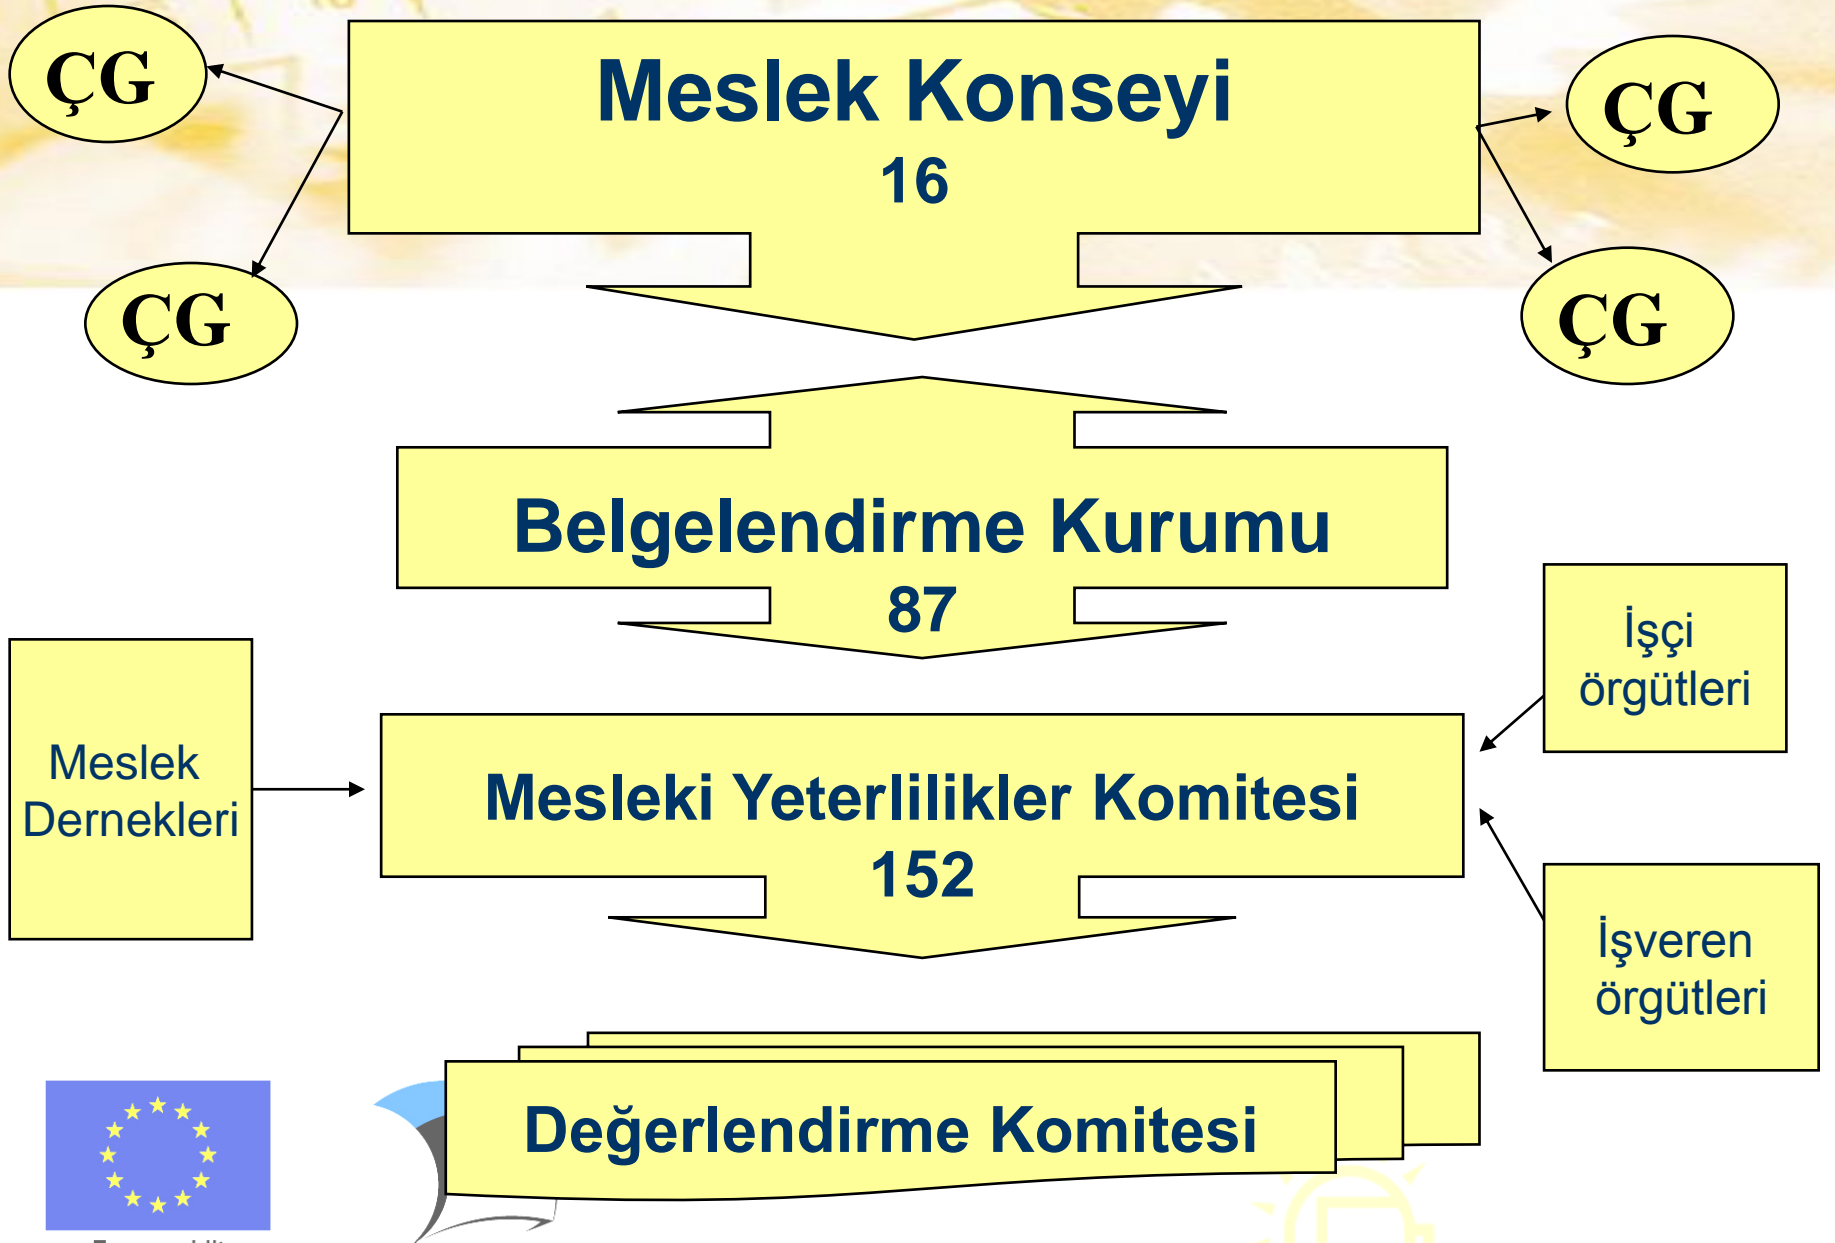 ÇG
Meslek Konseyi
16
ÇG
ÇG
ÇG
Belgelendirme Kurumu
87
İşçi
örgütleri
Meslek
Dernekleri
Mesleki Yeterlilikler Komitesi
152
İşveren
örgütleri
Değerlendirme Komitesi